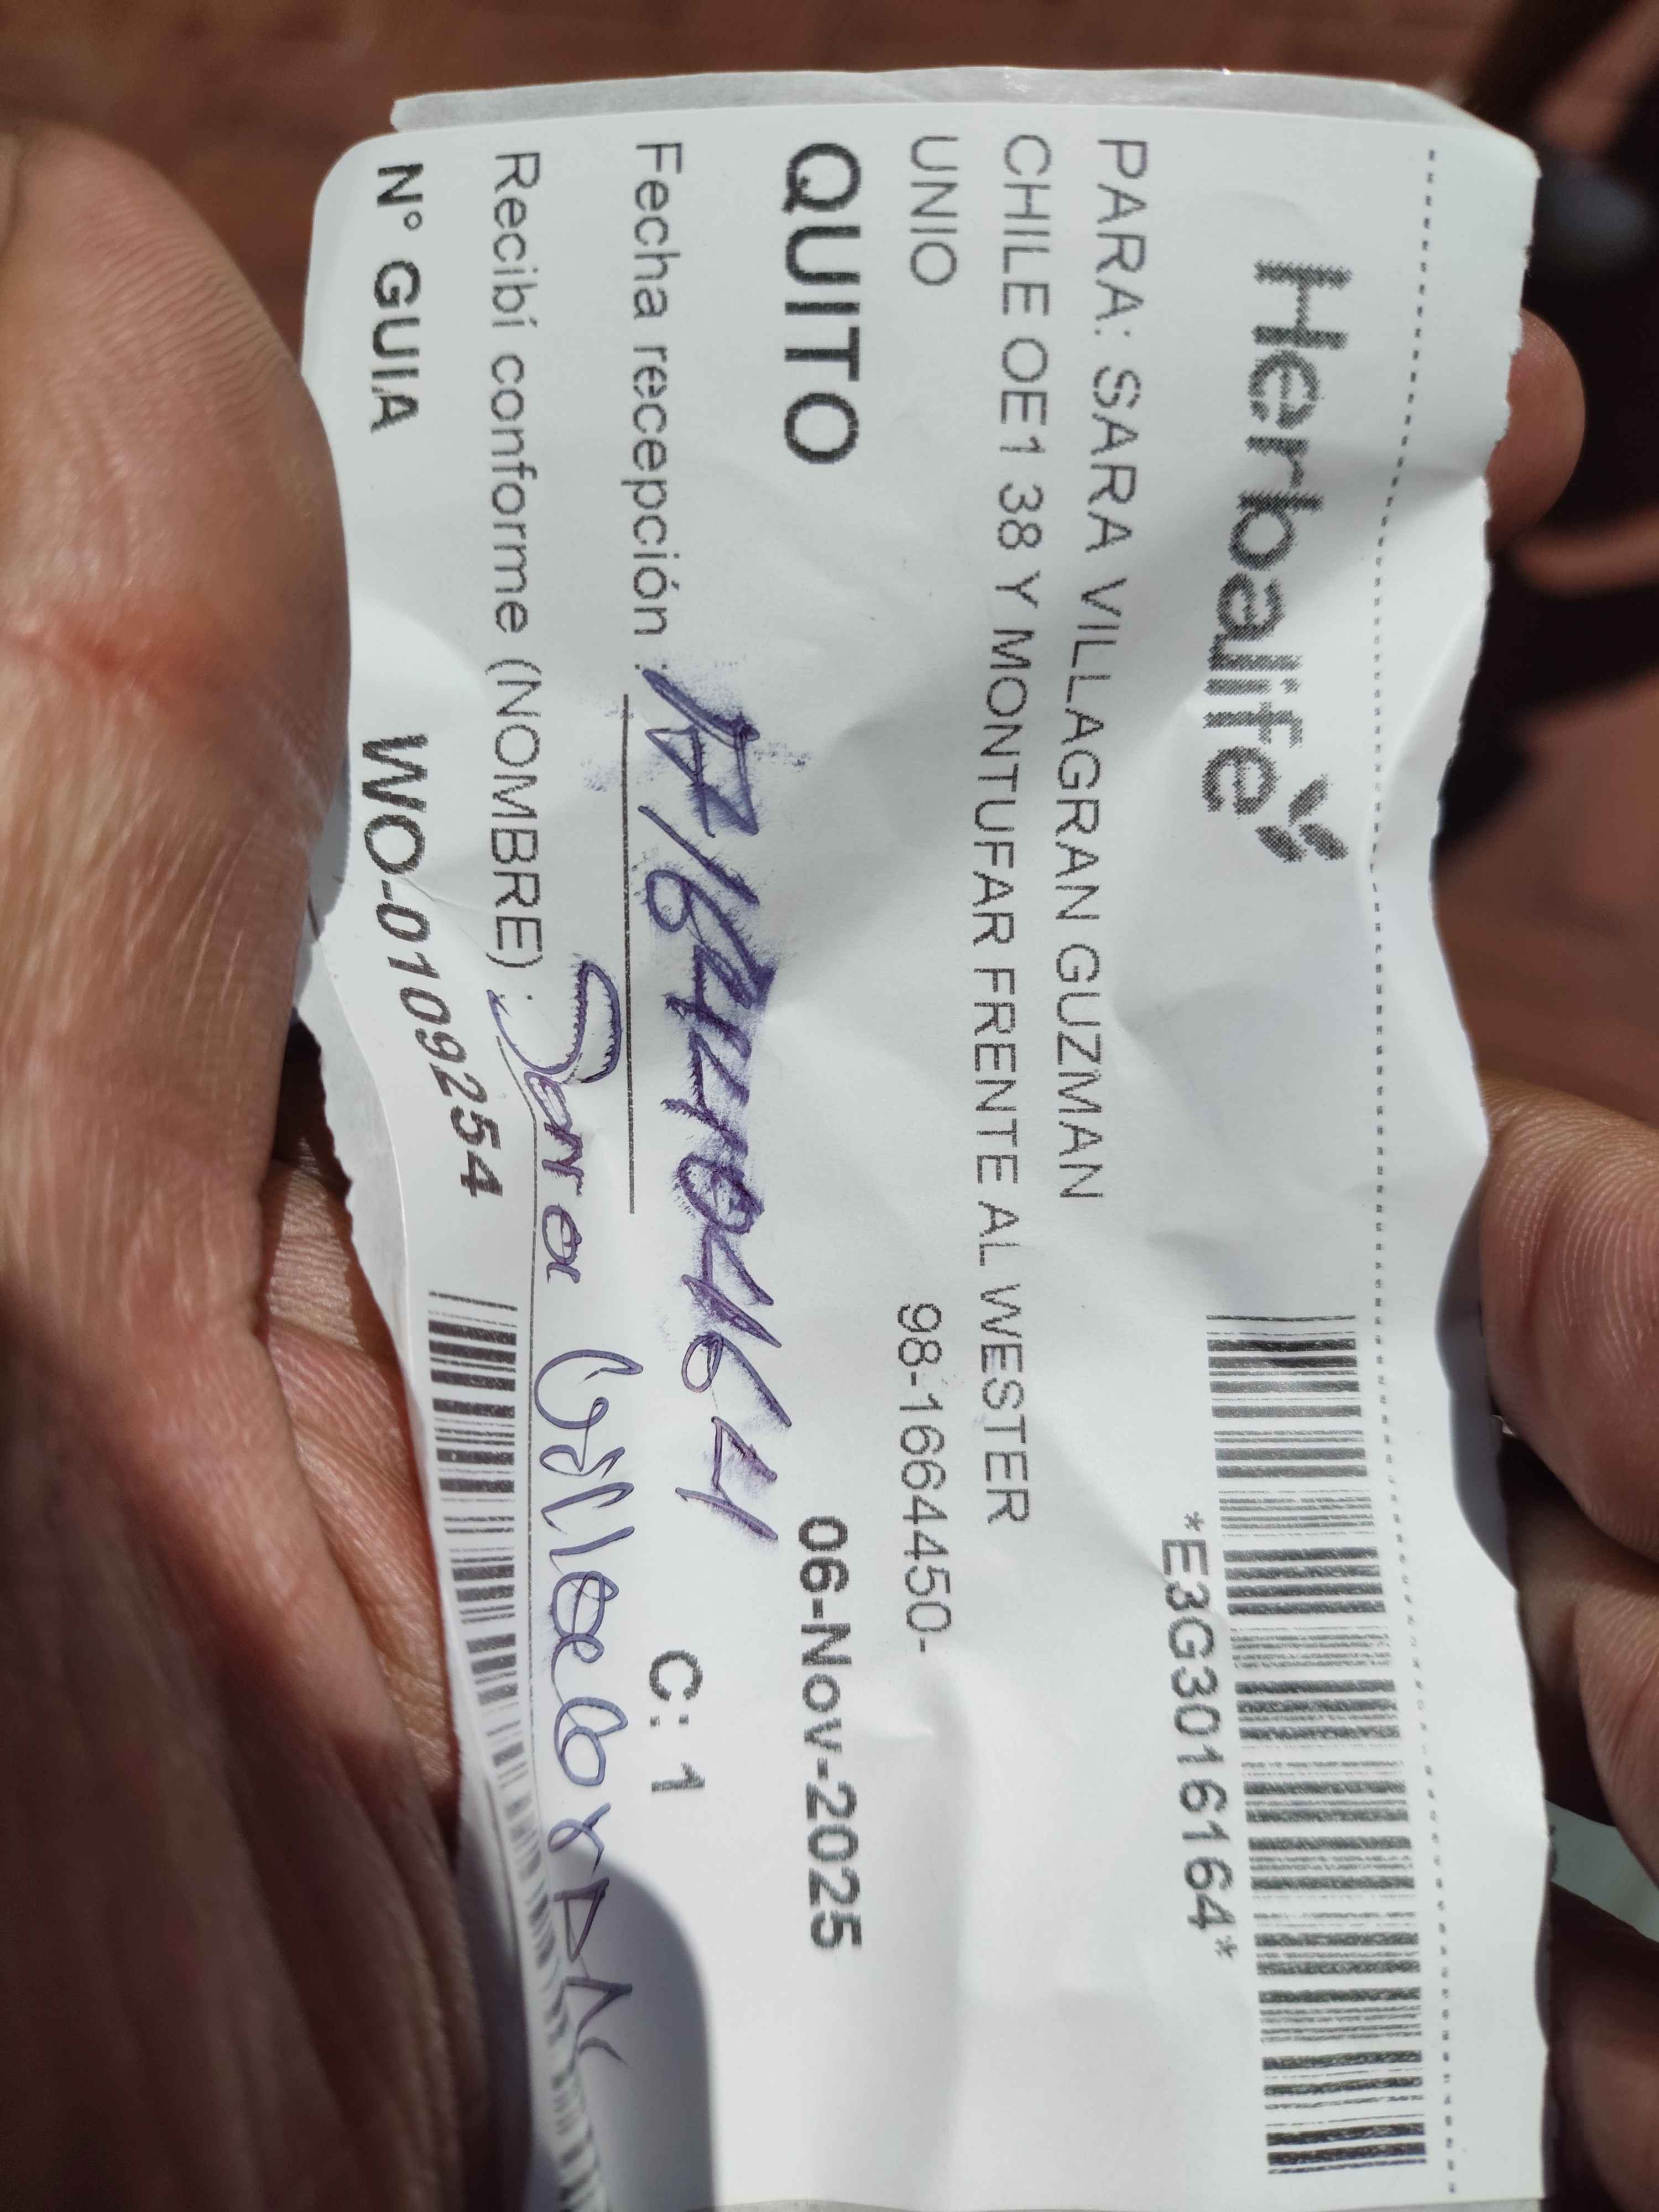 Herbalife
*E3G3016164*
PARA: SARA VILLAGRAN GUZMAN
CHILE OE1 38 Y MONTUFAR FRENTE AL WESTER
UNIO
98-1664450-
QUITO
06-Nov-2025
Fecha recepción :
C: 1
Recibí conforme (NOMBRE) : Sara
N° GUIA WO-0109254